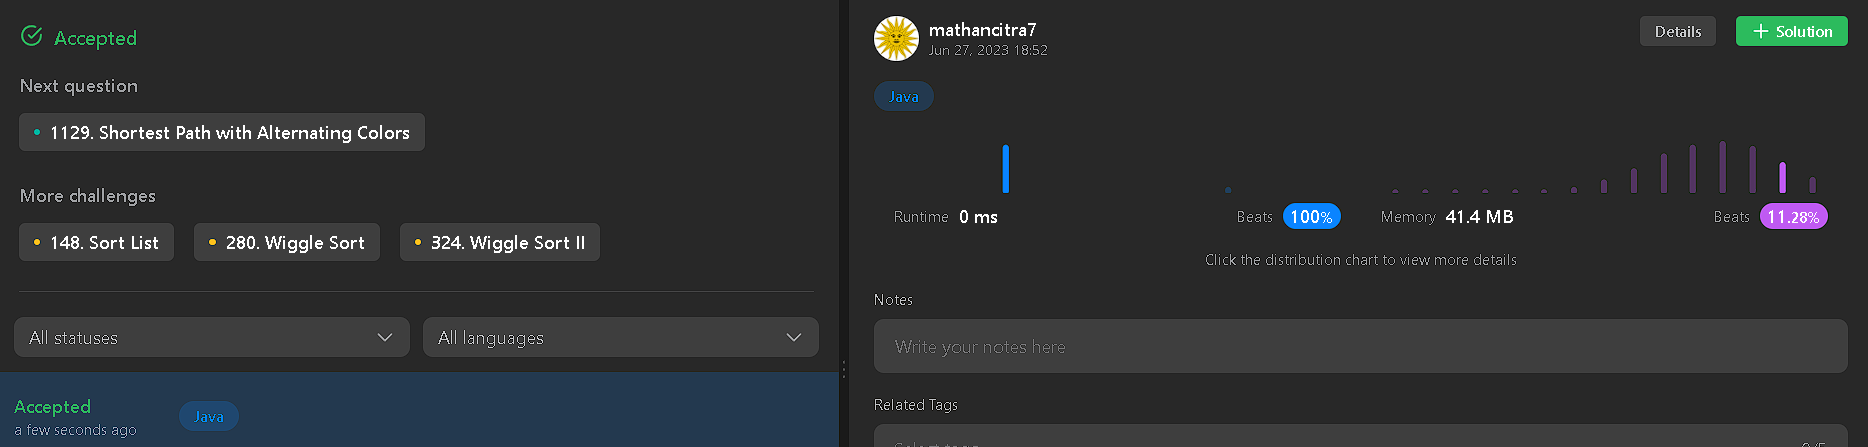 Accepted
Next question
1129. Shortest Path with Alternating Colors
More challenges
148. Sort List
280. Wiggle Sort
324. Wiggle Sort II
All statuses
All languages
Accepted
a few seconds ago
Java
mathancitra7
Jun 27, 2023 18:52
Details
+ Solution
Java
Runtime 0 ms
Beats 100%
Memory 41.4 MB
Beats 11.28%
Click the distribution chart to view more details
Notes
Write your notes here
Related Tags